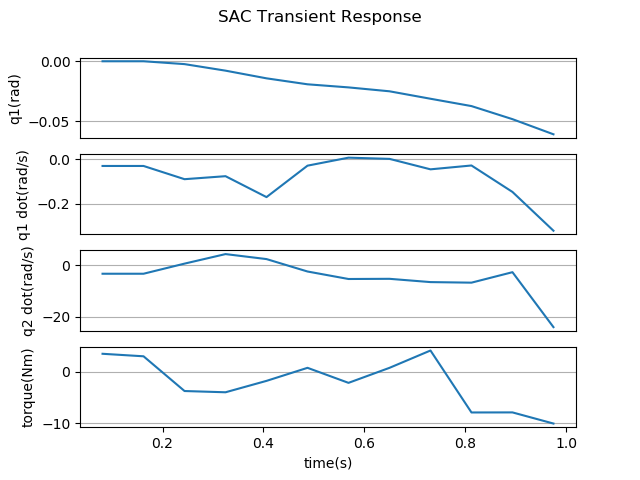 SAC Transient Response
q1(rad)
0.00
−0.05
q1 dot(rad/s)
0.0
−0.2
q2 dot(rad/s)
0
−20
torque(Nm)
0
−10
0.2 0.4 0.6 0.8 1.0
time(s)